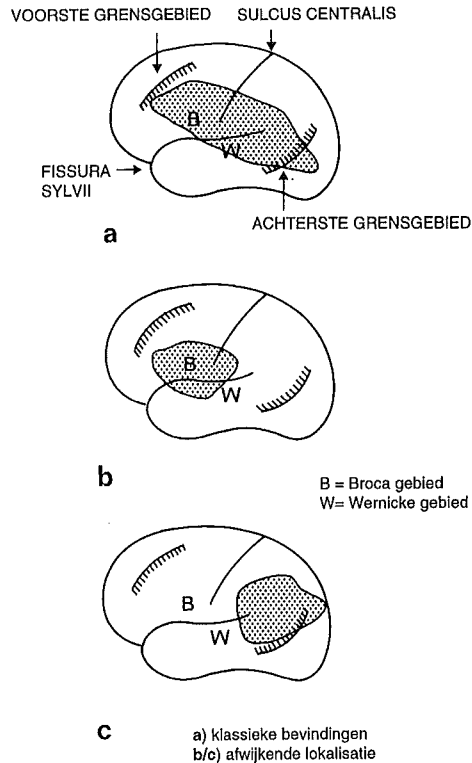 VOORSTE GRENSGEBIED
SULCUS CENTRALIS
B
W
FISSURA
SYLVII
ACHTERSTE GRENSGEBIED
a
B
W
b
B = Broca gebied
W= Wernicke gebied
B
W
c
a) klassieke bevindingen
b/c) afwijkende lokalisatie